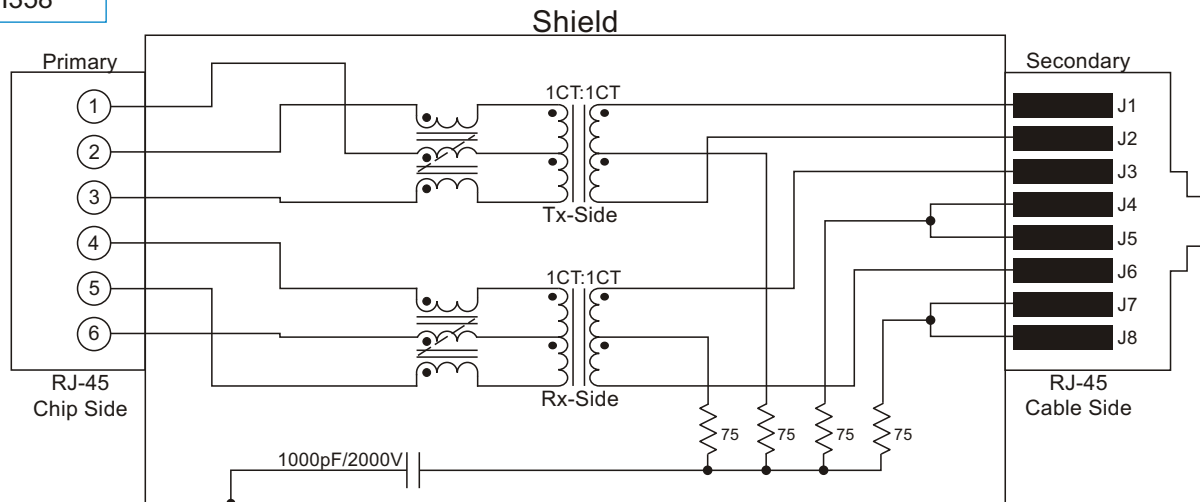 Shield
Primary
Secondary
1
2
3
4
5
6
1CT:1CT
Tx-Side
1CT:1CT
Rx-Side
J1
J2
J3
J4
J5
J6
J7
J8
RJ-45
Chip Side
RJ-45
Cable Side
75
75
75
75
1000pF/2000V